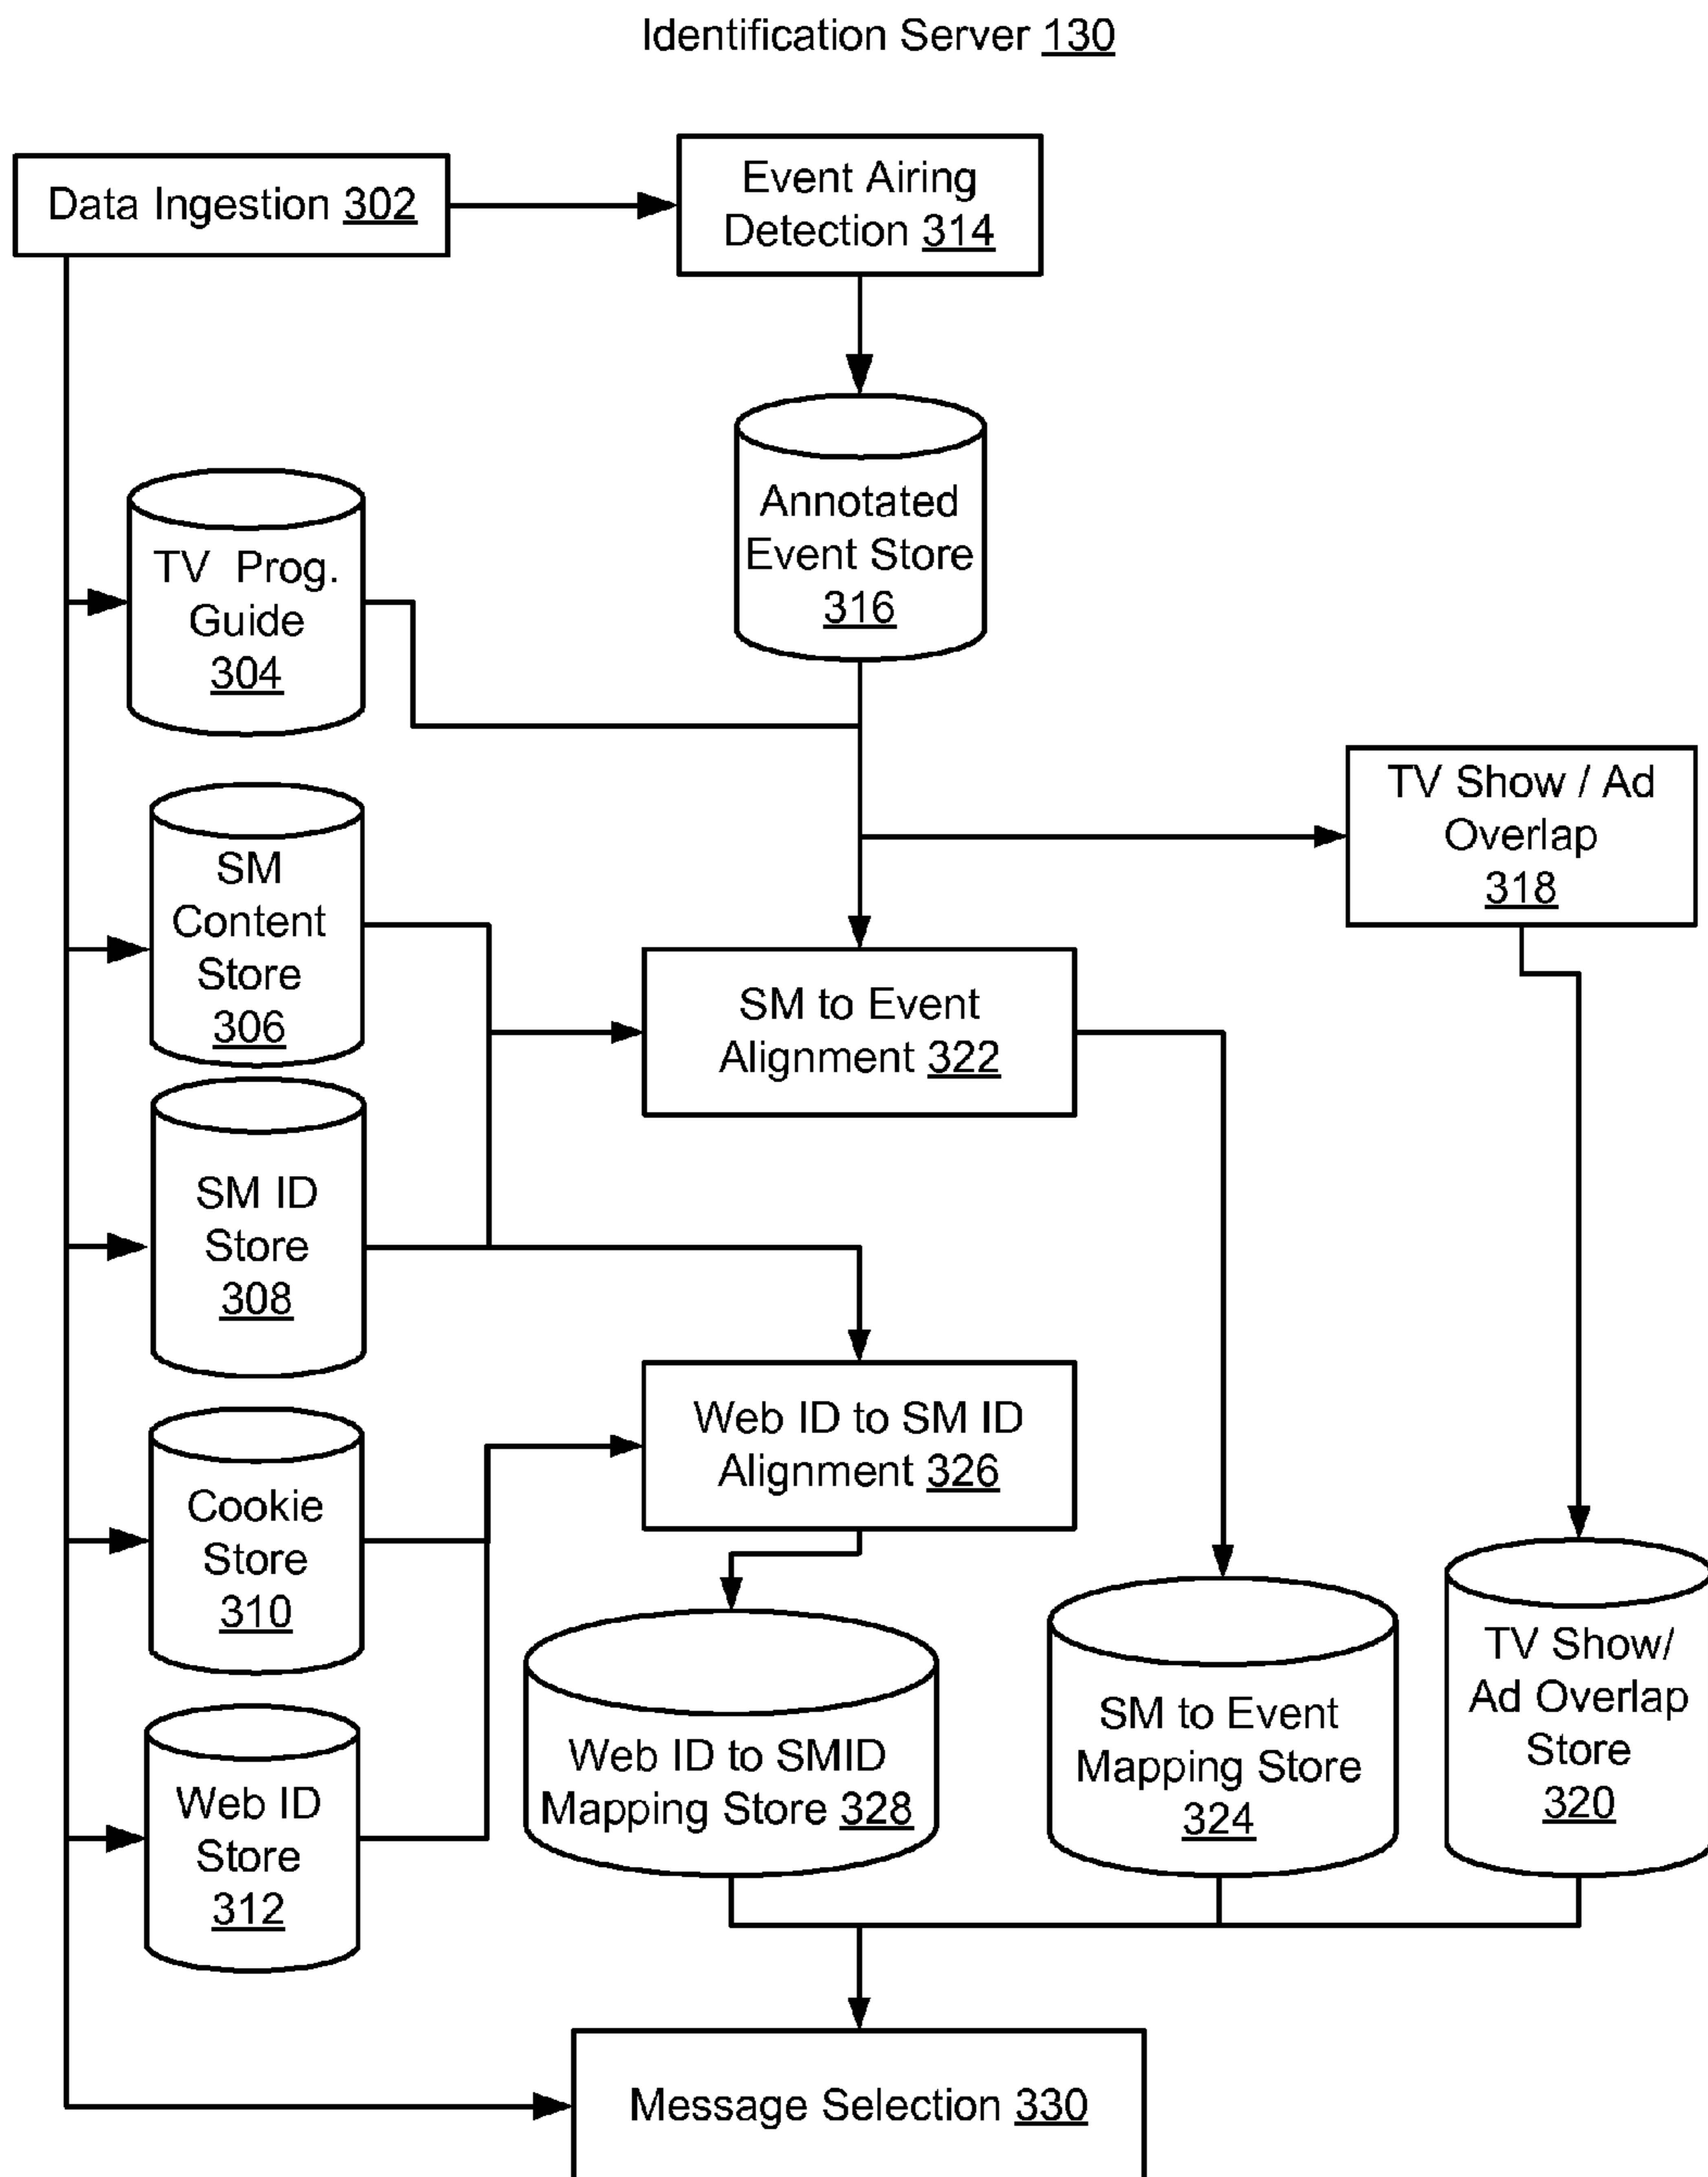 Identification Server 130
Data Ingestion 302
Event Airing
Detection 314
Annotated
Event Store
316
TV Prog.
Guide
304
TV Show / Ad
Overlap
318
SM
Content
Store
306
SM to Event
Alignment 322
SM ID
Store
308
Web ID to SM ID
Alignment 326
Cookie
Store
310
Web ID to SMID
Mapping Store 328
SM to Event
Mapping Store
324
TV Show/
Ad Overlap
Store
320
Web ID
Store
312
Message Selection 330